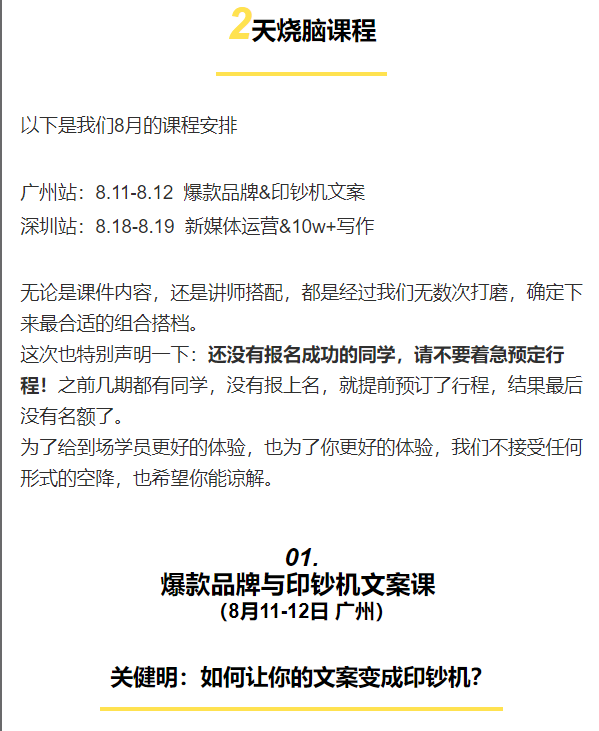 2天烧脑课程
以下是我们8月的课程安排
广州站：8.11-8.12 爆款品牌&印钞机文案
深圳站：8.18-8.19 新媒体运营&10w+写作
无论是课件内容，还是讲师搭配，都是经过我们无数次打磨，确定下
来最合适的组合搭档。
这次也特别声明一下：还没有报名成功的同学，请不要着急预定行
程！之前几期都有同学，没有报上名，就提前预订了行程，结果最后
没有名额了。
为了给到场学员更好的体验，也为了你更好的体验，我们不接受任何
形式的空降，也希望你能谅解。
01.
爆款品牌与印钞机文案课
（8月11-12日 广州）
关健明：如何让你的文案变成印钞机？